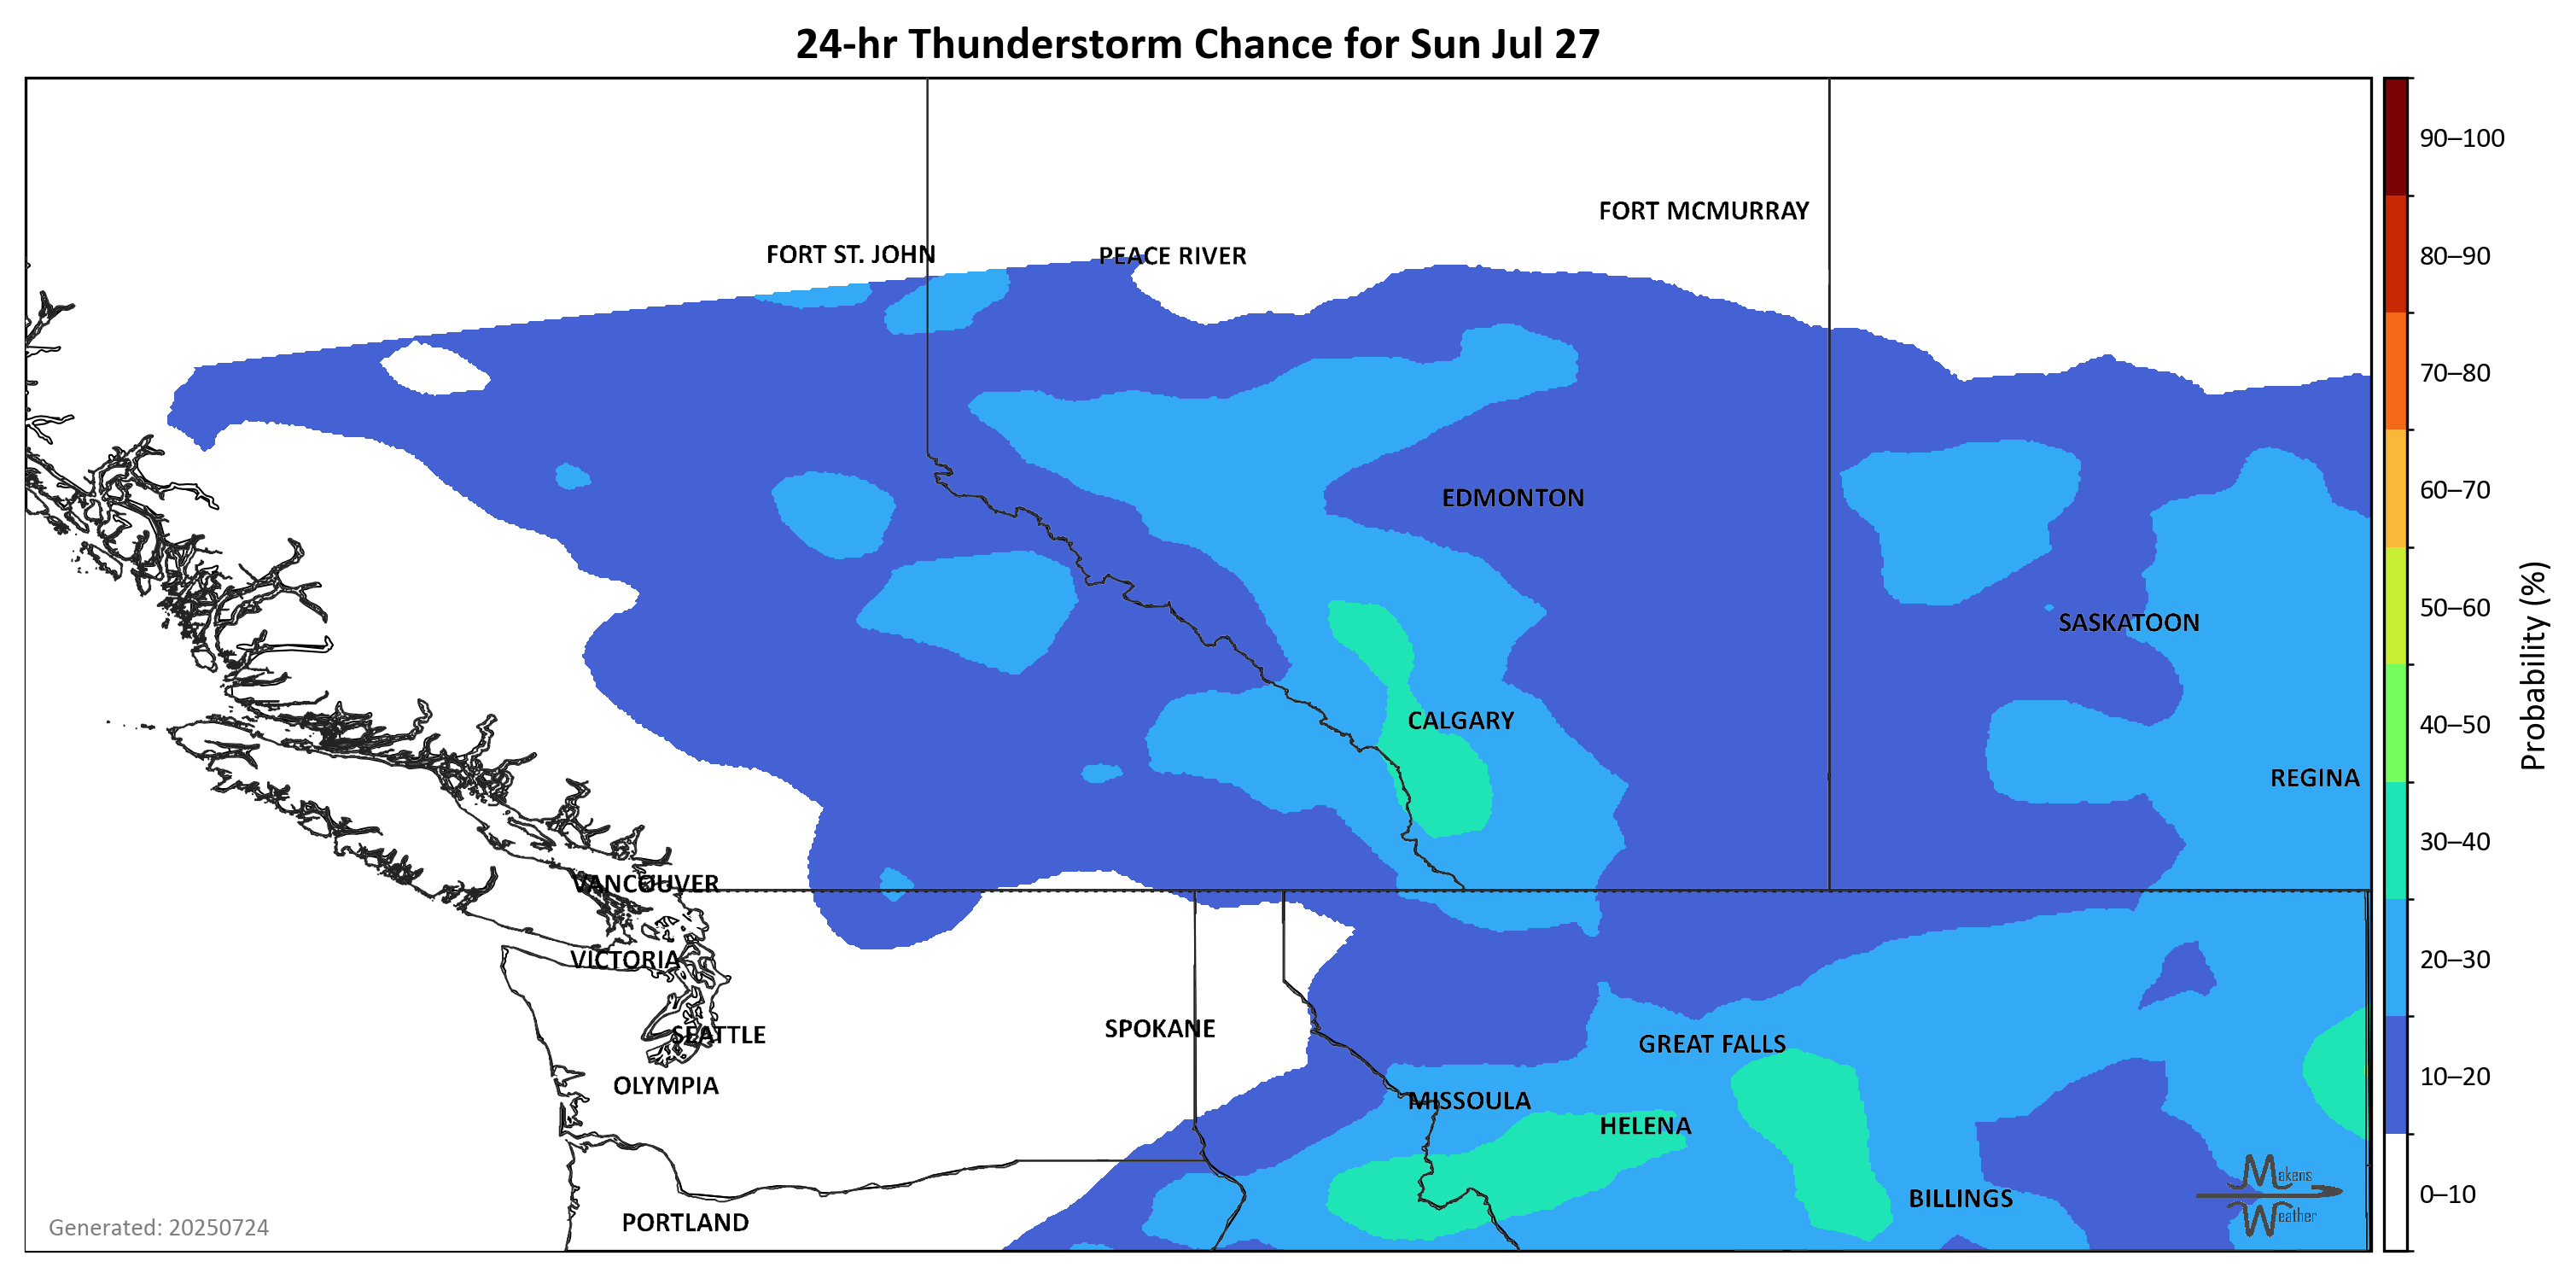 24-hr Thunderstorm Chance for Sun Jul 27
90–100
FORT MCMURRAY
FORT ST. JOHN
PEACE RIVER
80–90
70–80
60–70
EDMONTON
50–60
SASKATOON
Probability (%)
CALGARY
40–50
REGINA
30–40
VANCOUVER
VICTORIA
20–30
SPOKANE
SEATTLE
GREAT FALLS
10–20
OLYMPIA
MISSOULA
HELENA
Makens
Weather
BILLINGS
0–10
PORTLAND
Generated: 20250724